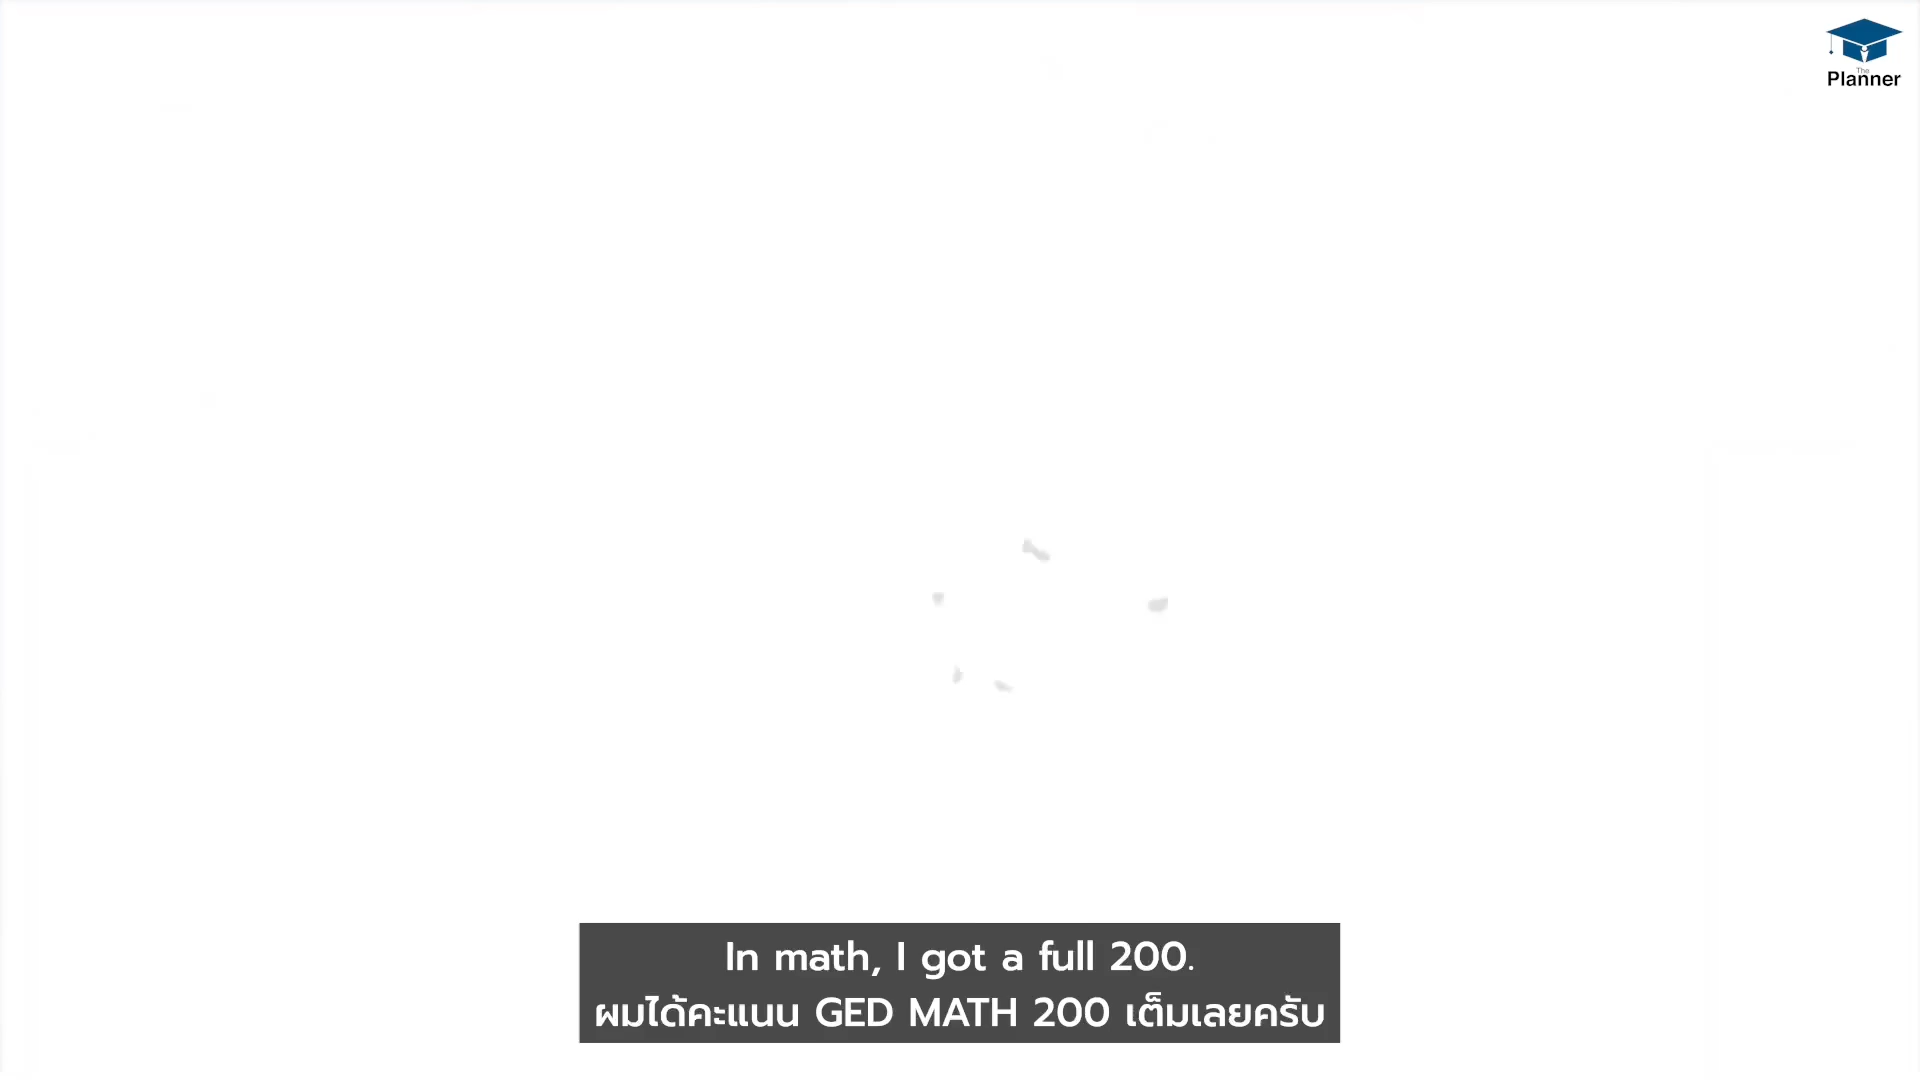 The
Planner
In math, I got a full 200.
ผมได้คะแนน GED MATH 200 เต็มเลยครับ